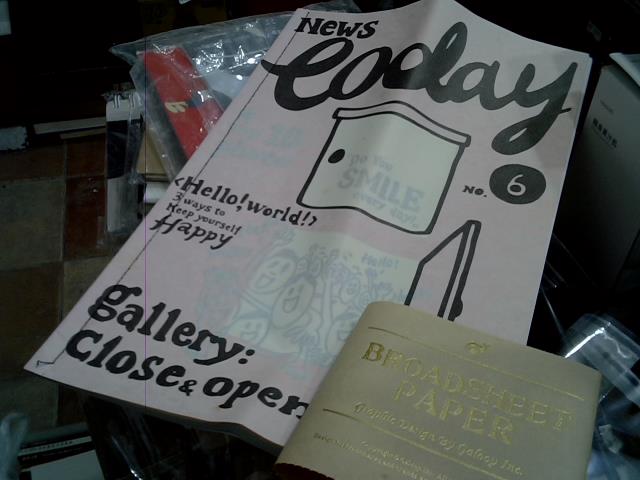 News
today
Do You
SMILE
every day?
No. 6
<Hello!world!>
3 ways to
Keep yourself
Happy
Hello!
gallery:
Close & open
BROADSHEET
PAPER
Graphic Design By Galaxy Inc.